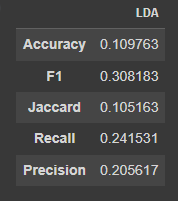 LDA
Accuracy 0.109763
F1 0.308183
Jaccard 0.105163
Recall 0.241531
Precision 0.205617